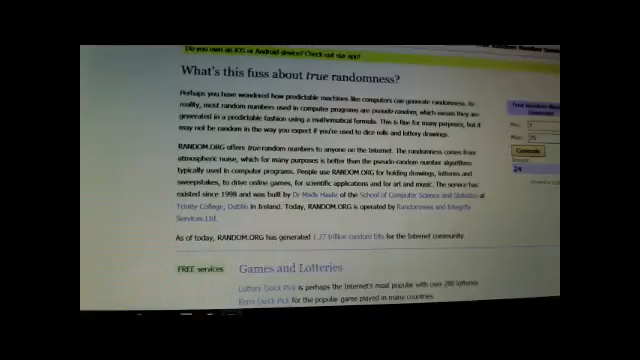 Do you own an iOS or Android device? Check out our app!
What's this fuss about true randomness?
Perhaps you have wondered how predictable machines like computers can generate randomness. In
reality, most random numbers used in computer programs are pseudo-random, which means they are
generated in a predictable fashion using a mathematical formula. This is fine for many purposes, but it
may not be random in the way you expect if you're used to dice rolls and lottery drawings.
RANDOM.ORG offers true random numbers to anyone on the Internet. The randomness comes from
atmospheric noise, which for many purposes is better than the pseudo-random number algorithms
typically used in computer programs. People use RANDOM.ORG for holding drawings, lotteries and
sweepstakes, to drive online games, for scientific applications and for art and music. The service has
existed since 1998 and was built by Dr Mads Haahr of the School of Computer Science and Statistics at
Trinity College, Dublin in Ireland. Today, RANDOM.ORG is operated by Randomness and Integrity
Services Ltd.
As of today, RANDOM.ORG has generated 1.27 trillion random bits for the Internet community.
FREE services
Games and Lotteries
Lottery Quick Pick is perhaps the Internet's most popular with over 280 lotteries
Keno Quick Pick for the popular game played in many countries
True Random Number
Generator
Min: 1
Max: 25
Generate
24